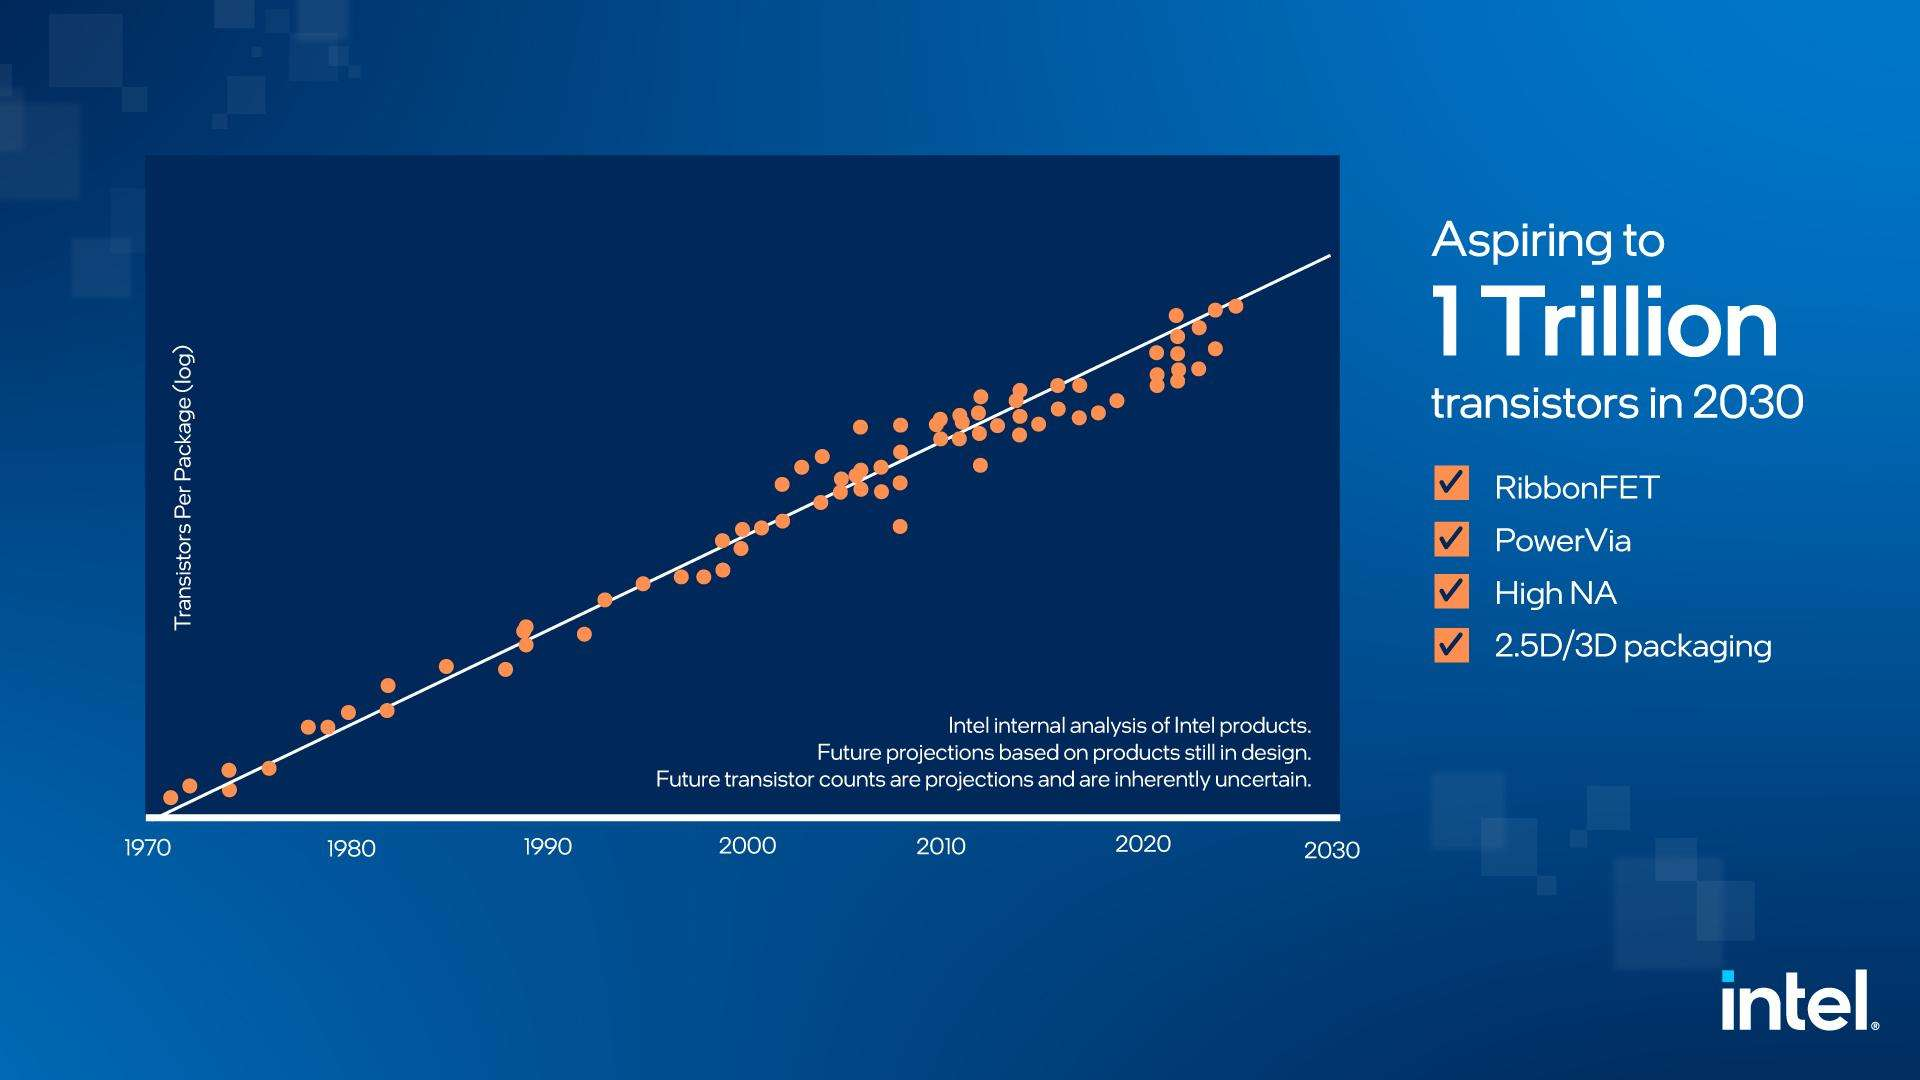 Transistors Per Package (log)
Intel internal analysis of Intel products.
Future projections based on products still in design.
Future transistor counts are projections and are inherently uncertain.
1970
1980
1990
2000
2010
2020
2030
Aspiring to
1 Trillion
transistors in 2030
RibbonFET
PowerVia
High NA
2.5D/3D packaging
intel®